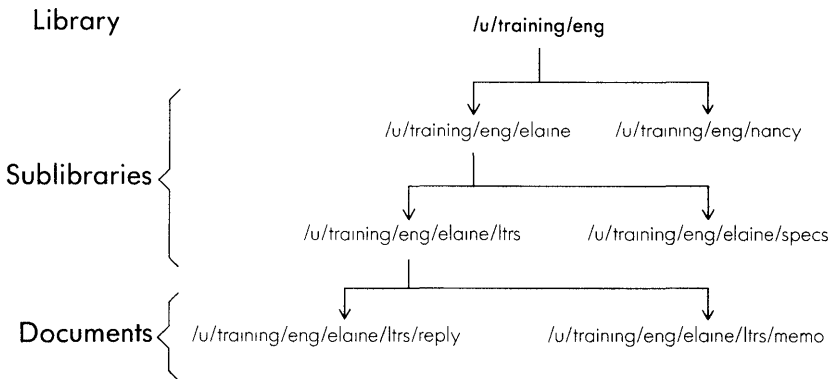 Library
/u/training/eng
/u/training/eng/elaine
/u/training/eng/nancy
Sublibraries
/u/training/eng/elaine/ltrs
/u/training/eng/elaine/specs
Documents
/u/training/eng/elaine/ltrs/reply
/u/training/eng/elaine/ltrs/memo